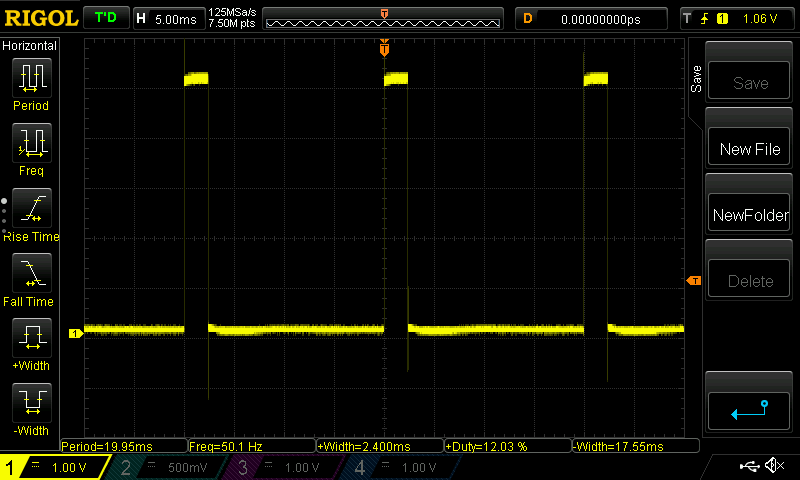 RIGOL T'D H 5.00ms 125MSa/s
7.50M pts T D 0.00000000ps T 1 1.06 V
Horizontal
Period
Freq
Rise Time
Fall Time
+Width
-Width
T
1
T
Save
Save
New File
NewFolder
Delete
Period=19.95ms Freq=50.1 Hz +Width=2.400ms +Duty=12.03 % -Width=17.55ms
1 1.00 V 2 500mV 3 1.00 V 4 1.00 V